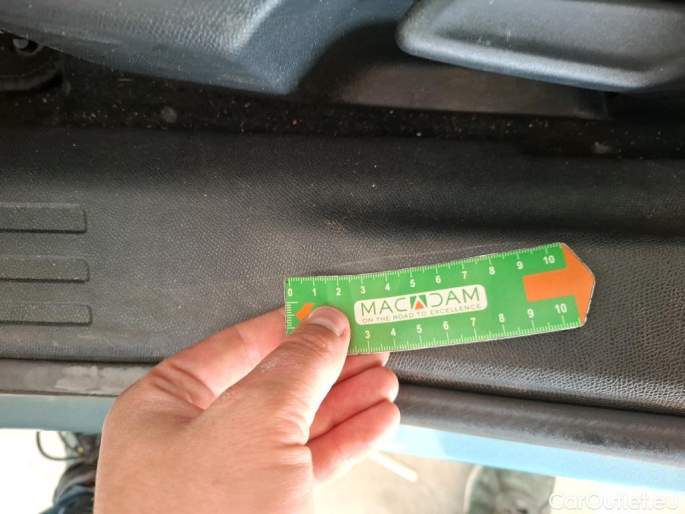 0 1 2 3 4 5 6 7 8 9 10
MACADAM
ON THE ROAD TO EXCELLENCE
3 4 5 6 7 8 9 10
CarOutlet.eu